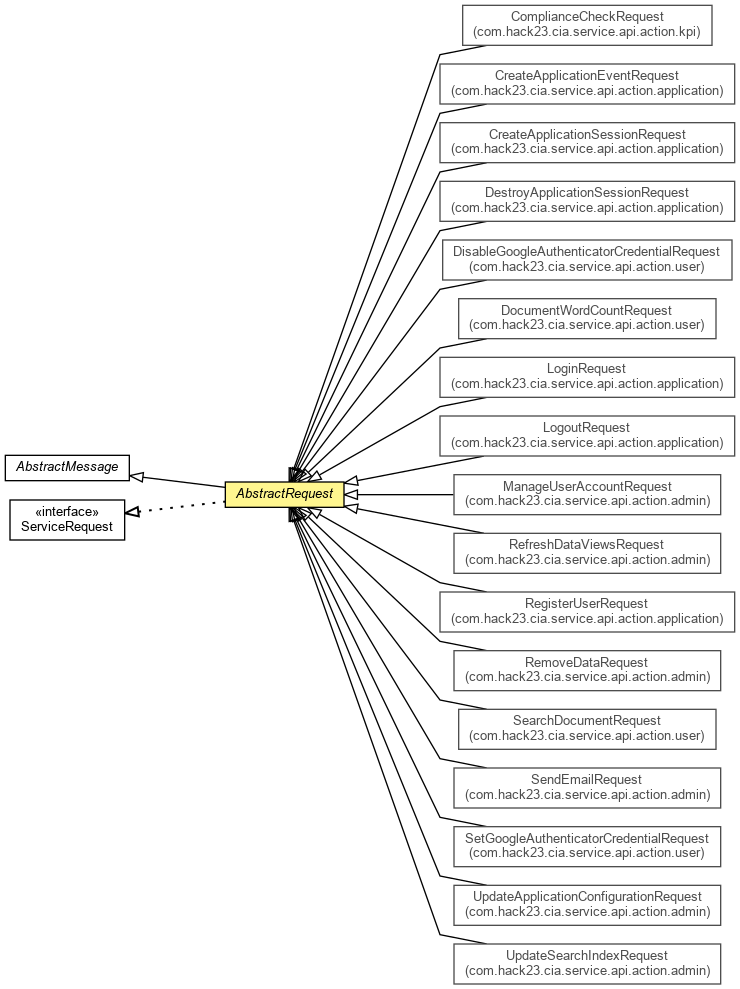 ComplianceCheckRequest
(com.hack23.cia.service.api.action.kpi)
CreateApplicationEventRequest
(com.hack23.cia.service.api.action.application)
CreateApplicationSessionRequest
(com.hack23.cia.service.api.action.application)
DestroyApplicationSessionRequest
(com.hack23.cia.service.api.action.application)
DisableGoogleAuthenticatorCredentialRequest
(com.hack23.cia.service.api.action.user)
DocumentWordCountRequest
(com.hack23.cia.service.api.action.user)
LoginRequest
(com.hack23.cia.service.api.action.application)
LogoutRequest
(com.hack23.cia.service.api.action.application)
AbstractMessage
AbstractRequest
«interface»
ServiceRequest
ManageUserAccountRequest
(com.hack23.cia.service.api.action.admin)
RefreshDataViewsRequest
(com.hack23.cia.service.api.action.admin)
RegisterUserRequest
(com.hack23.cia.service.api.action.application)
RemoveDataRequest
(com.hack23.cia.service.api.action.admin)
SearchDocumentRequest
(com.hack23.cia.service.api.action.user)
SendEmailRequest
(com.hack23.cia.service.api.action.admin)
SetGoogleAuthenticatorCredentialRequest
(com.hack23.cia.service.api.action.user)
UpdateApplicationConfigurationRequest
(com.hack23.cia.service.api.action.admin)
UpdateSearchIndexRequest
(com.hack23.cia.service.api.action.admin)